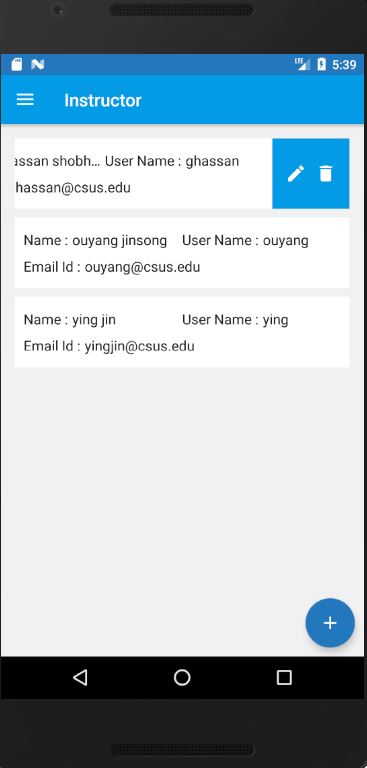 LTE 5:39
Instructor
assan shobh... User Name : ghassan
hassan@csus.edu
Name : ouyang jinsong User Name : ouyang
Email Id : ouyang@csus.edu
Name : ying jin User Name : ying
Email Id : yingjin@csus.edu